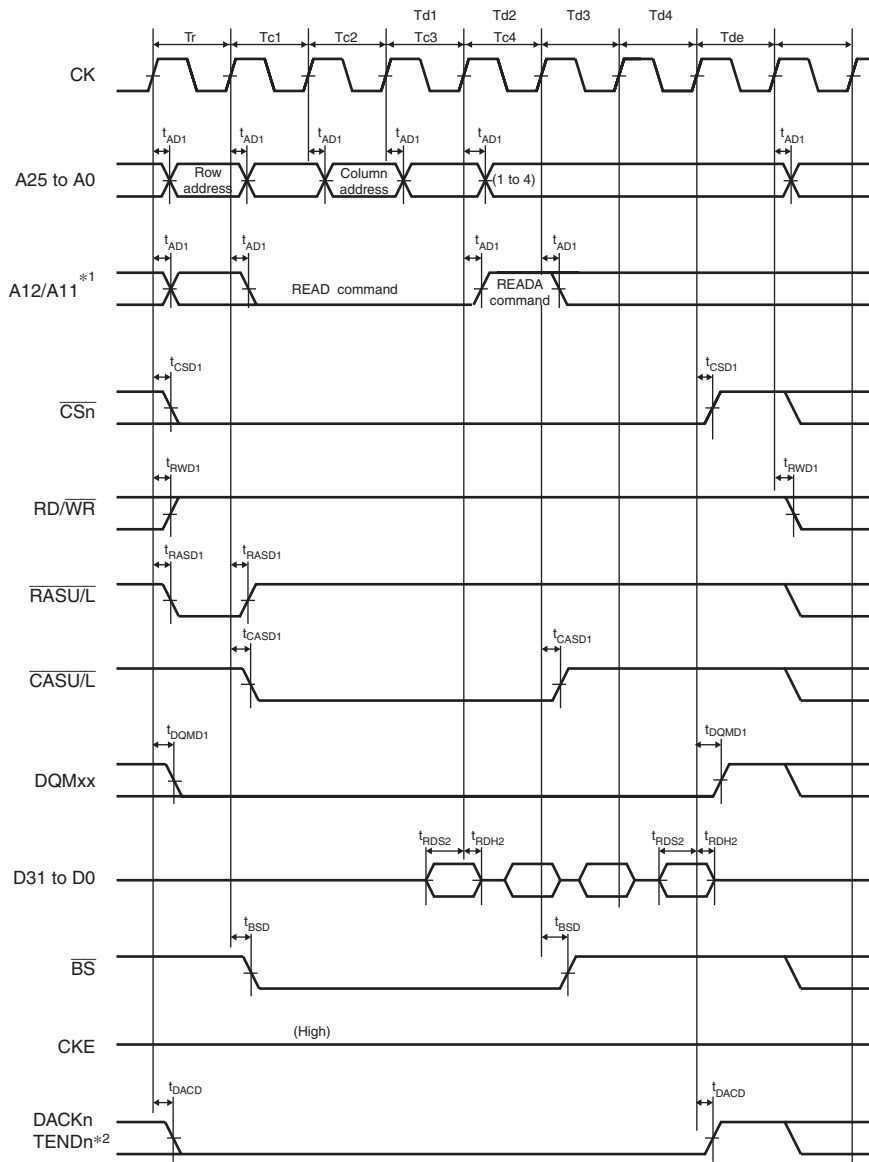 Td1 Td2 Td3 Td4
Tr Tc1 Tc2 Tc3 Tc4 Tde
CK
tAD1 tAD1 tAD1 tAD1 tAD1 tAD1
A25 to A0
Row address
Column address
(1 to 4)
tAD1 tAD1 tAD1 tAD1
A12/A11*1
READ command
READA command
tCSD1 tCSD1
CSn
tRWD1 tRWD1
RD/WR
tRASD1 tRASD1
RASU/L
tCASD1 tCASD1
CASU/L
tDQMD1 tDQMD1
DQMxx
tRDS2 tRDH2 tRDS2 tRDH2
D31 to D0
tBSD tBSD
BS
(High)
CKE
tDACD tDACD
DACKn
TENDn*2